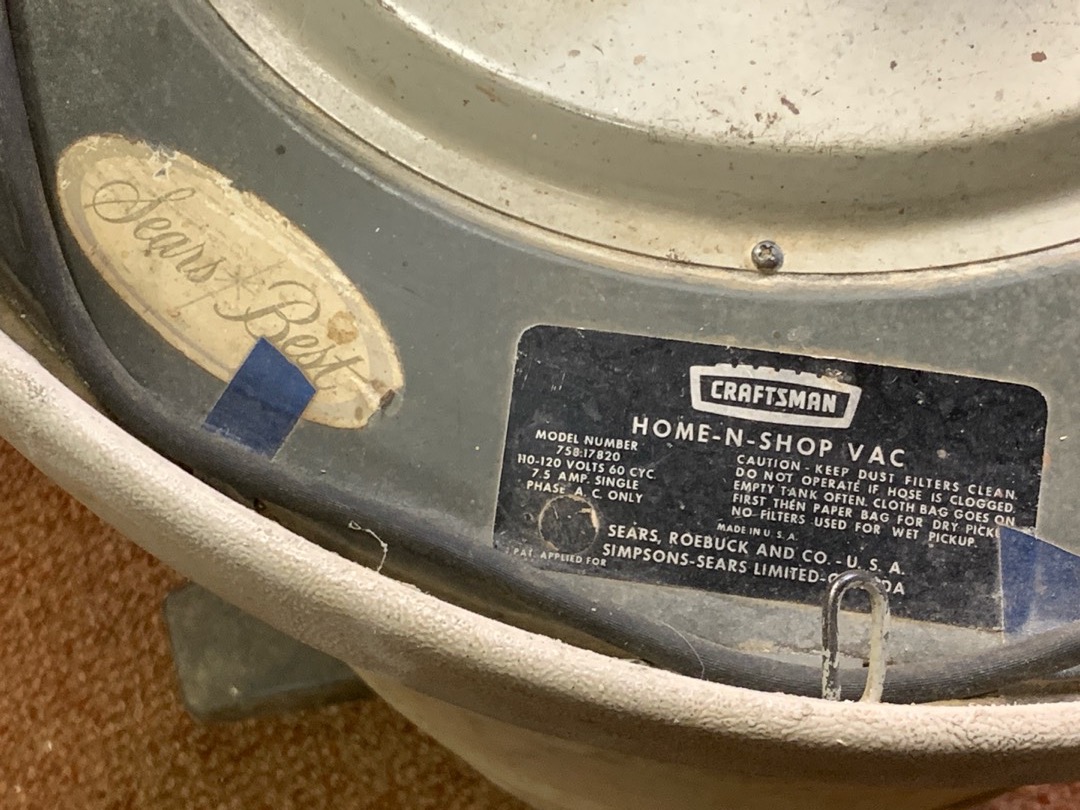 Sears Best
CRAFTSMAN
HOME-N-SHOP VAC
MODEL NUMBER
758.17820
110-120 VOLTS 60 CYC.
7.5 AMP. SINGLE
PHASE A. C. ONLY
CAUTION - KEEP DUST FILTERS CLEAN.
DO NOT OPERATE IF HOSE IS CLOGGED.
EMPTY TANK OFTEN. CLOTH BAG GOES ON
FIRST THEN PAPER BAG FOR DRY
NO FILTERS USED FOR WET PICKUP.
MADE IN U. S. A.
SEARS, ROEBUCK AND CO. - U. S. A.
SIMPSONS-SEARS LIMITED-
PAT. APPLIED FOR